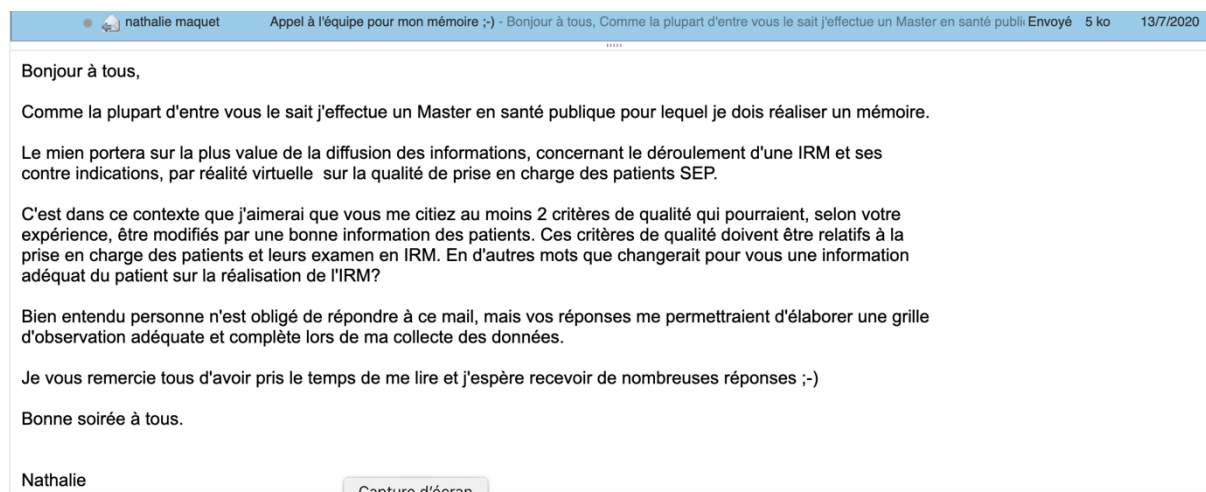 nathalie maquet Appel à l'équipe pour mon mémoire ;-) - Bonjour à tous, Comme la plupart d'entre vous le sait j'effectue un Master en santé public Envoyé 5 ko 13/7/2020
Bonjour à tous,
Comme la plupart d'entre vous le sait j'effectue un Master en santé publique pour lequel je dois réaliser un mémoire.
Le mien portera sur la plus value de la diffusion des informations, concernant le déroulement d'une IRM et ses
contre indications, par réalité virtuelle sur la qualité de prise en charge des patients SEP.
C'est dans ce contexte que j'aimerai que vous me citiez au moins 2 critères de qualité qui pourraient, selon votre
expérience, être modifiés par une bonne information des patients. Ces critères de qualité doivent être relatifs à la
prise en charge des patients et leurs examen en IRM. En d'autres mots que changerait pour vous une information
adéquat du patient sur la réalisation de l'IRM?
Bien entendu personne n'est obligé de répondre à ce mail, mais vos réponses me permettraient d'élaborer une grille
d'observation adéquate et complète lors de ma collecte des données.
Je vous remercie tous d'avoir pris le temps de me lire et j'espère recevoir de nombreuses réponses ;-)
Bonne soirée à tous.
Nathalie
Capture d'écran